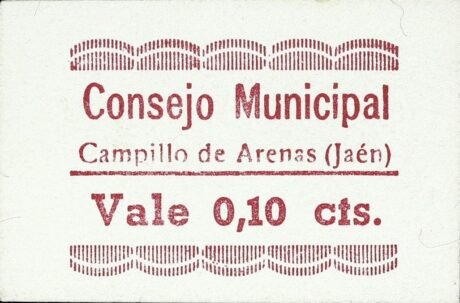 Consejo Municipal
Campillo de Arenas (Jaén)
Vale 0,10 cts.